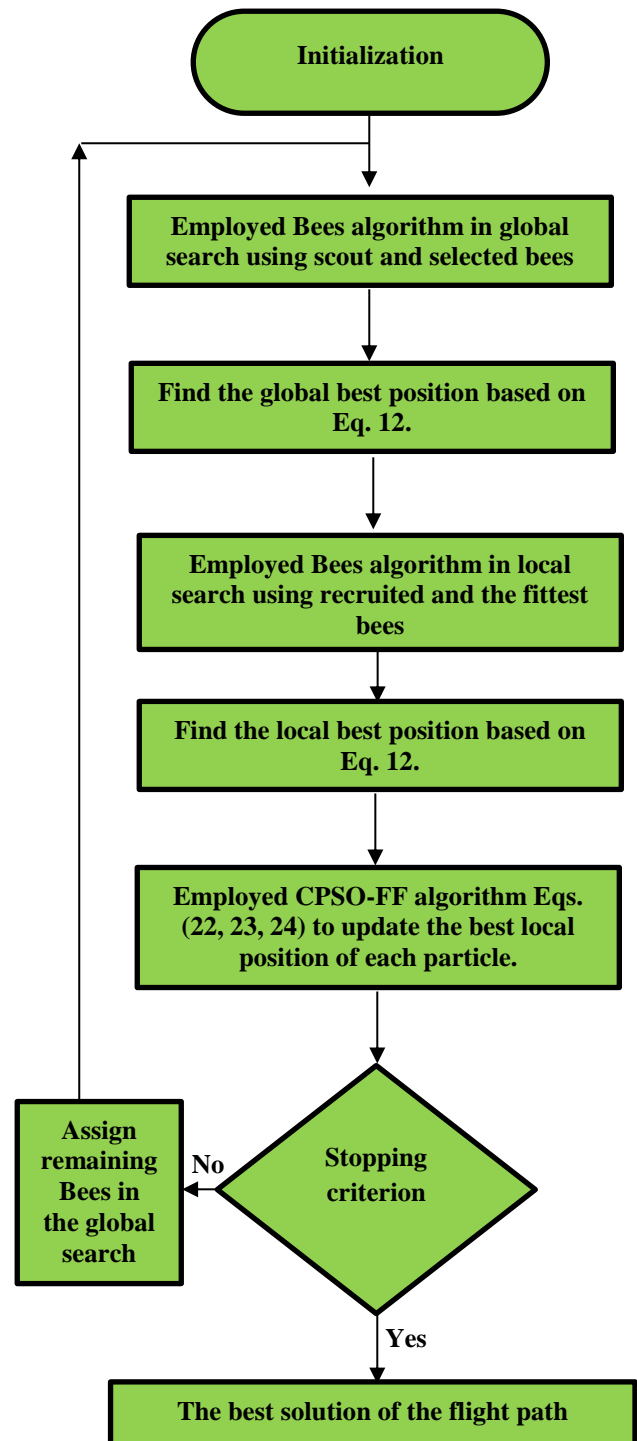 Initialization
Employed Bees algorithm in global
search using scout and selected bees
Find the global best position based on
Eq. 12.
Employed Bees algorithm in local
search using recruited and the fittest
bees
Find the local best position based on
Eq. 12.
Employed CPSO-FF algorithm Eqs.
(22, 23, 24) to update the best local
position of each particle.
Stopping
criterion
No
Assign
remaining
Bees in
the global
search
Yes
The best solution of the flight path